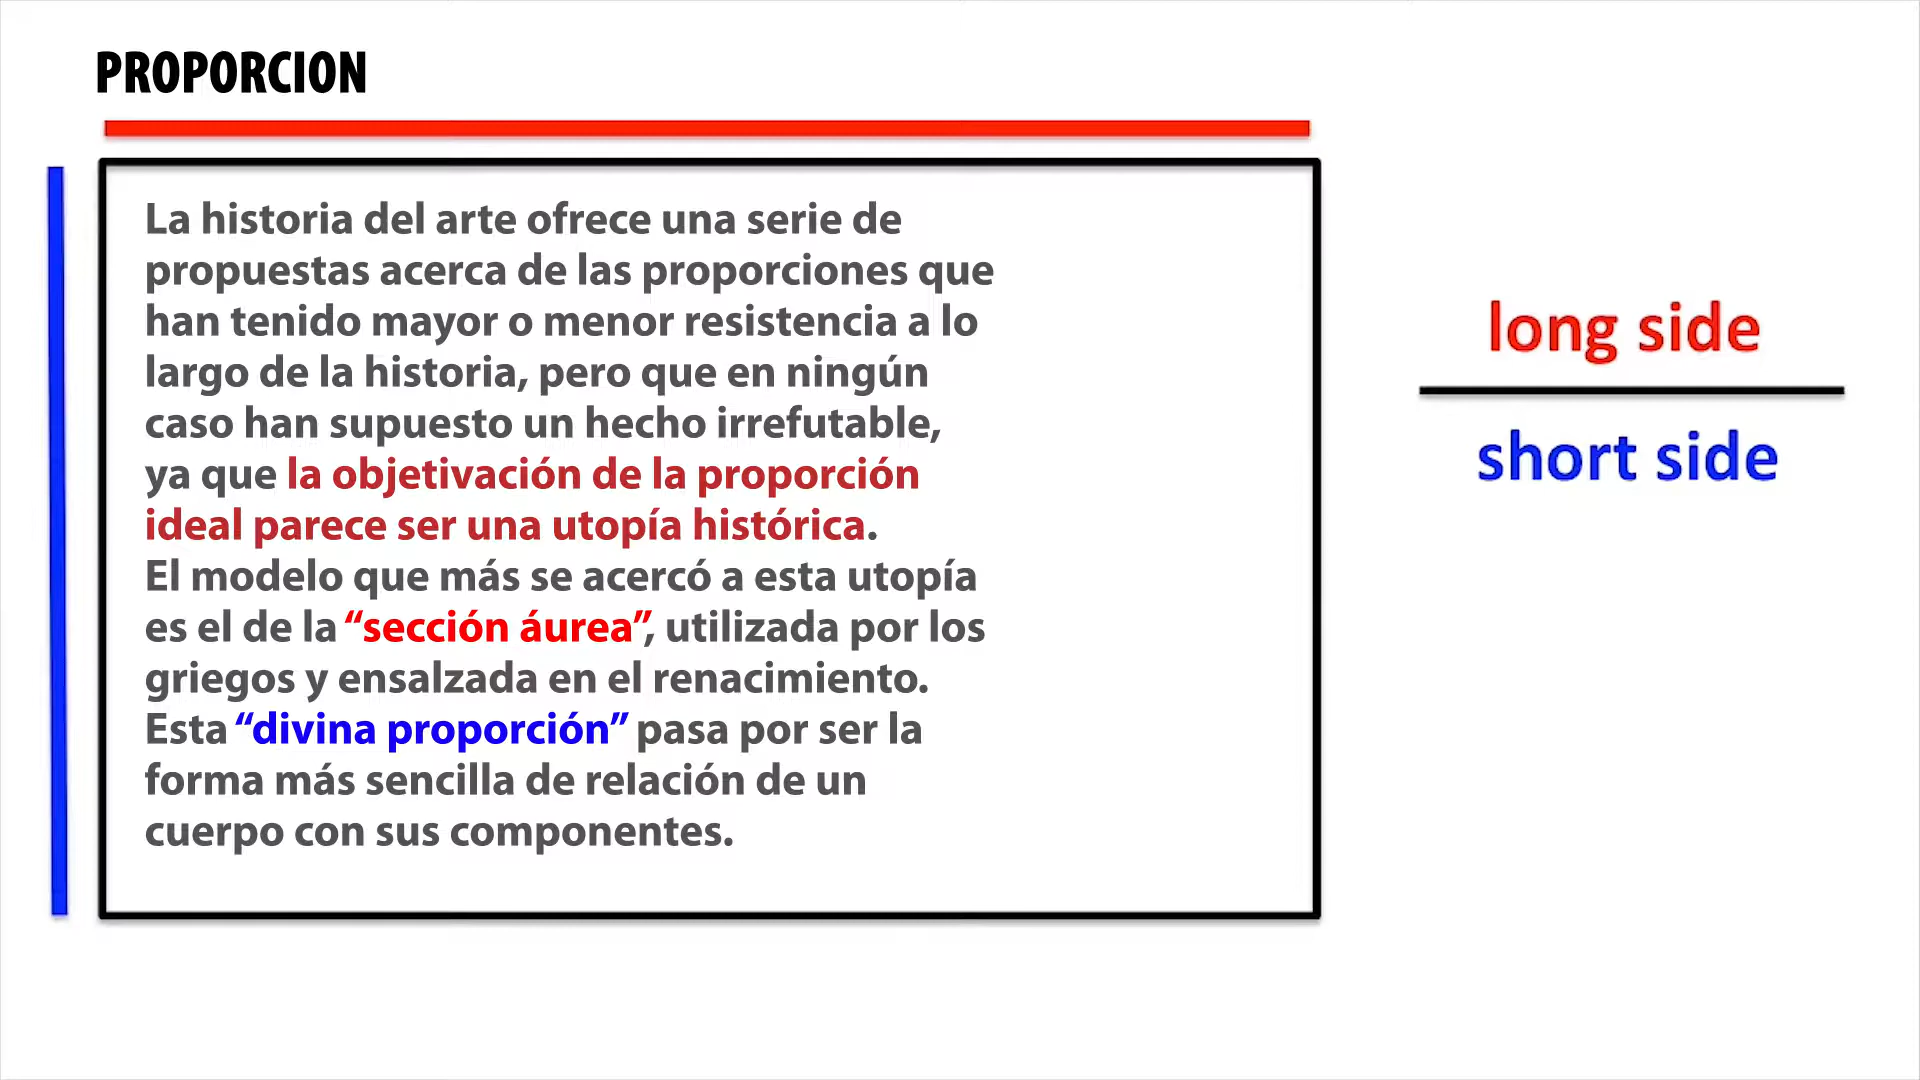 PROPORCION
La historia del arte ofrece una serie de
propuestas acerca de las proporciones que
han tenido mayor o menor resistencia a lo
largo de la historia, pero que en ningún
caso han supuesto un hecho irrefutable,
ya que la objetivación de la proporción
ideal parece ser una utopía histórica.
El modelo que más se acercó a esta utopía
es el de la “sección áurea”, utilizada por los
griegos y ensalzada en el renacimiento.
Esta “divina proporción” pasa por ser la
forma más sencilla de relación de un
cuerpo con sus componentes.
long side
short side